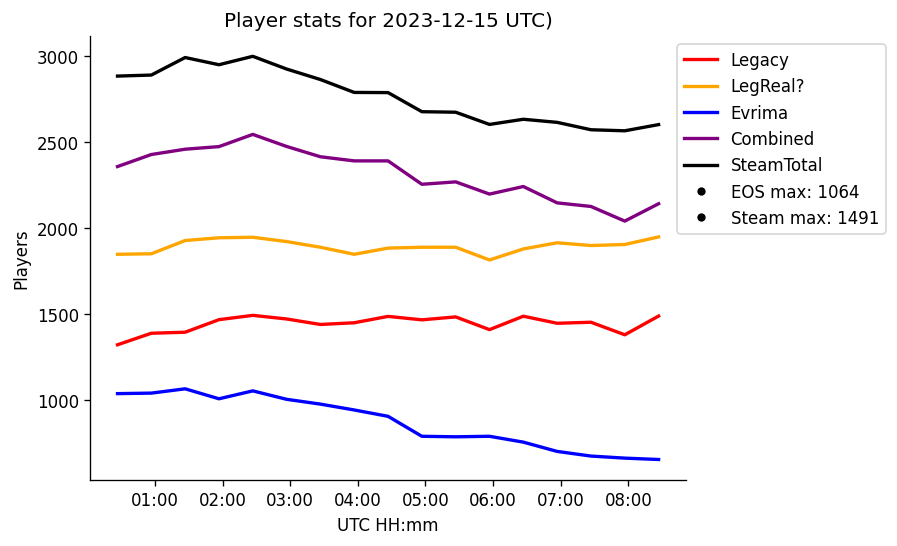 Player stats for 2023-12-15 UTC)
3000
2500
2000
1500
1000
Players
01:00 02:00 03:00 04:00 05:00 06:00 07:00 08:00
UTC HH:mm
Legacy
LegReal?
Evrima
Combined
SteamTotal
EOS max: 1064
Steam max: 1491